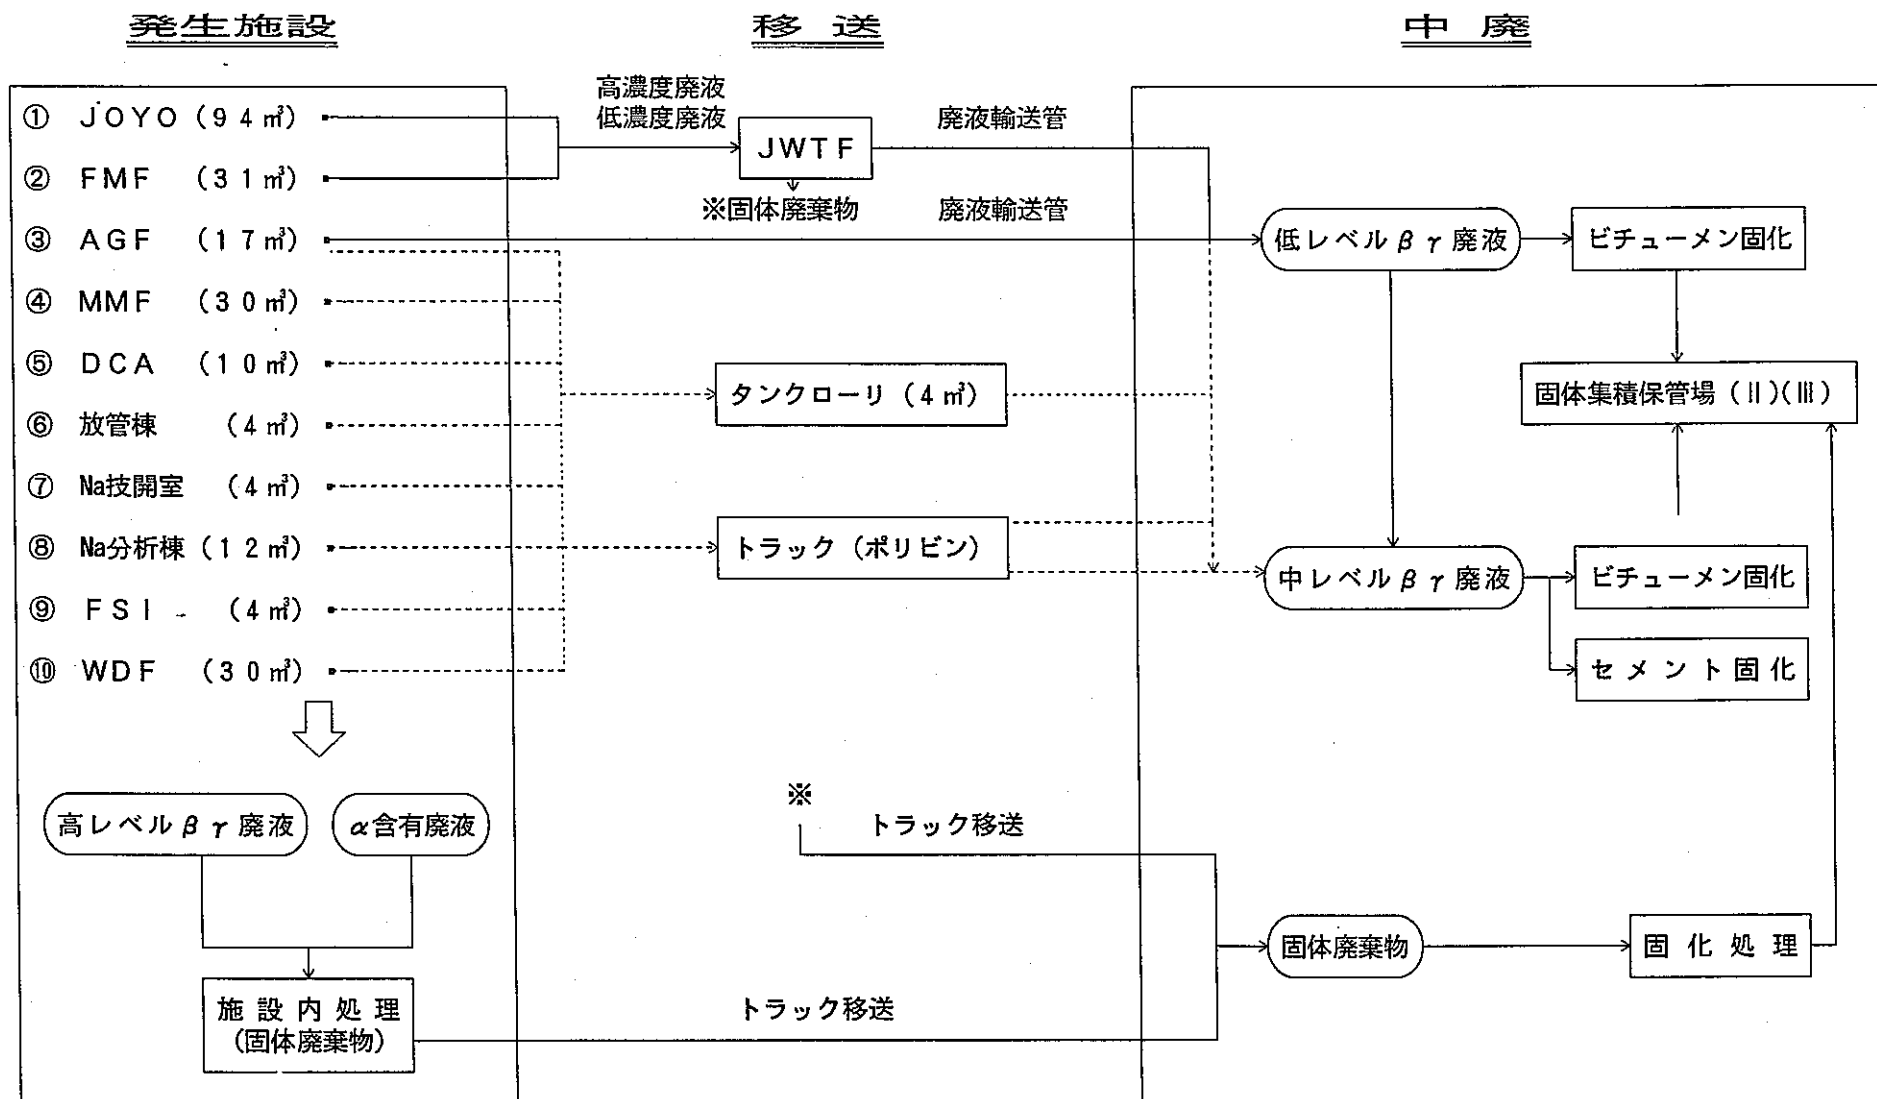 発生施設
移 送
中 廃
① JOYO (94㎥)
② FMF (31㎥)
③ AGF (17㎥)
④ MMF (30㎥)
⑤ DCA (10㎥)
⑥ 放管棟 (4㎥)
⑦ Na技開室 (4㎥)
⑧ Na分析棟 (12㎥)
⑨ FSI (4㎥)
⑩ WDF (30㎥)
高レベルβγ廃液
α含有廃液
施設内処理
(固体廃棄物)
高濃度廃液
低濃度廃液
JWTF
廃液輸送管
※固体廃棄物
廃液輸送管
タンクローリ (4㎥)
トラック (ポリビン)
※
トラック移送
トラック移送
低レベルβγ廃液
ビチューメン固化
固体集積保管場 (Ⅱ)(Ⅲ)
中レベルβγ廃液
ビチューメン固化
セメント固化
固体廃棄物
固化処理